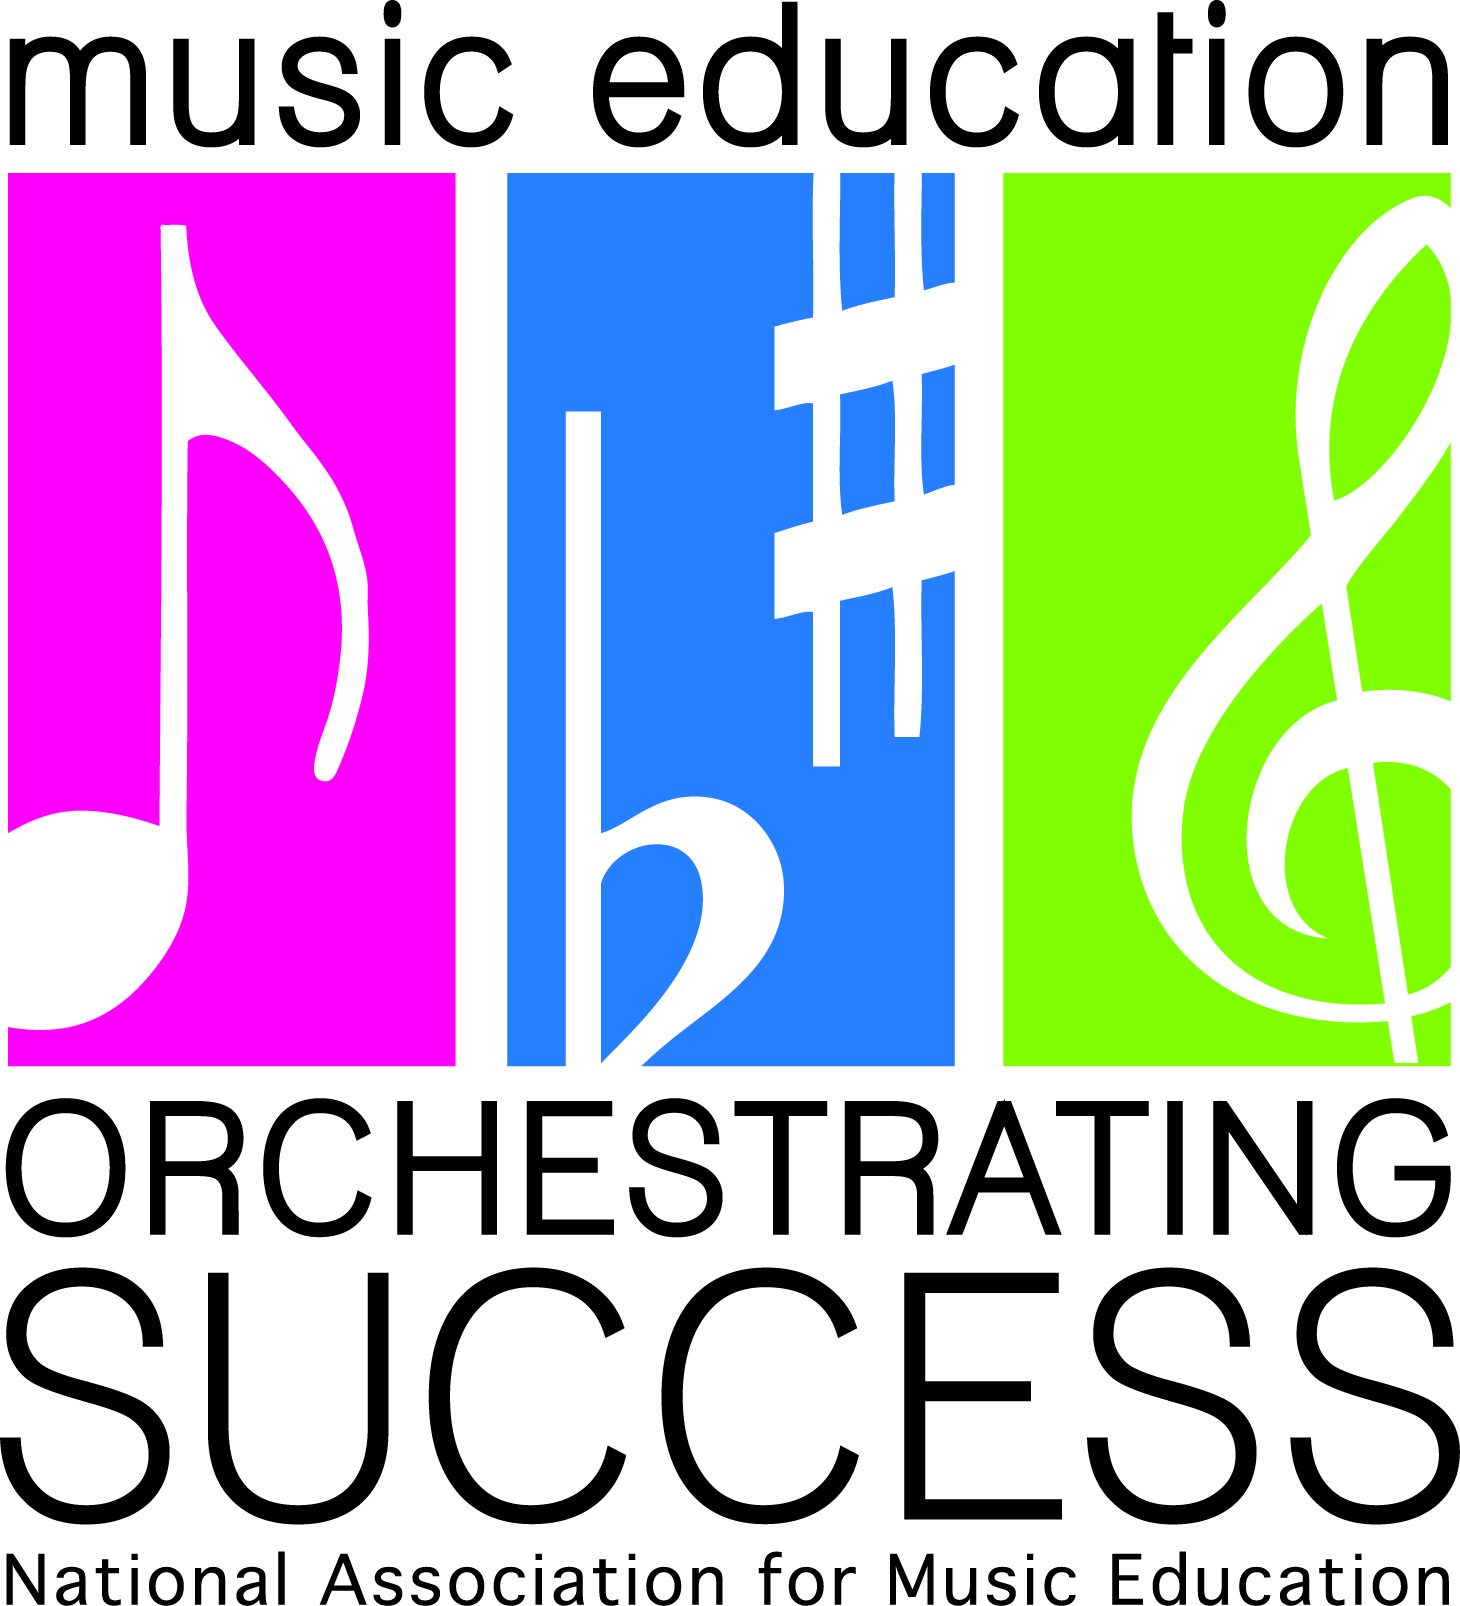 music education
ORCHESTRATING
SUCCESS
National Association for Music Education